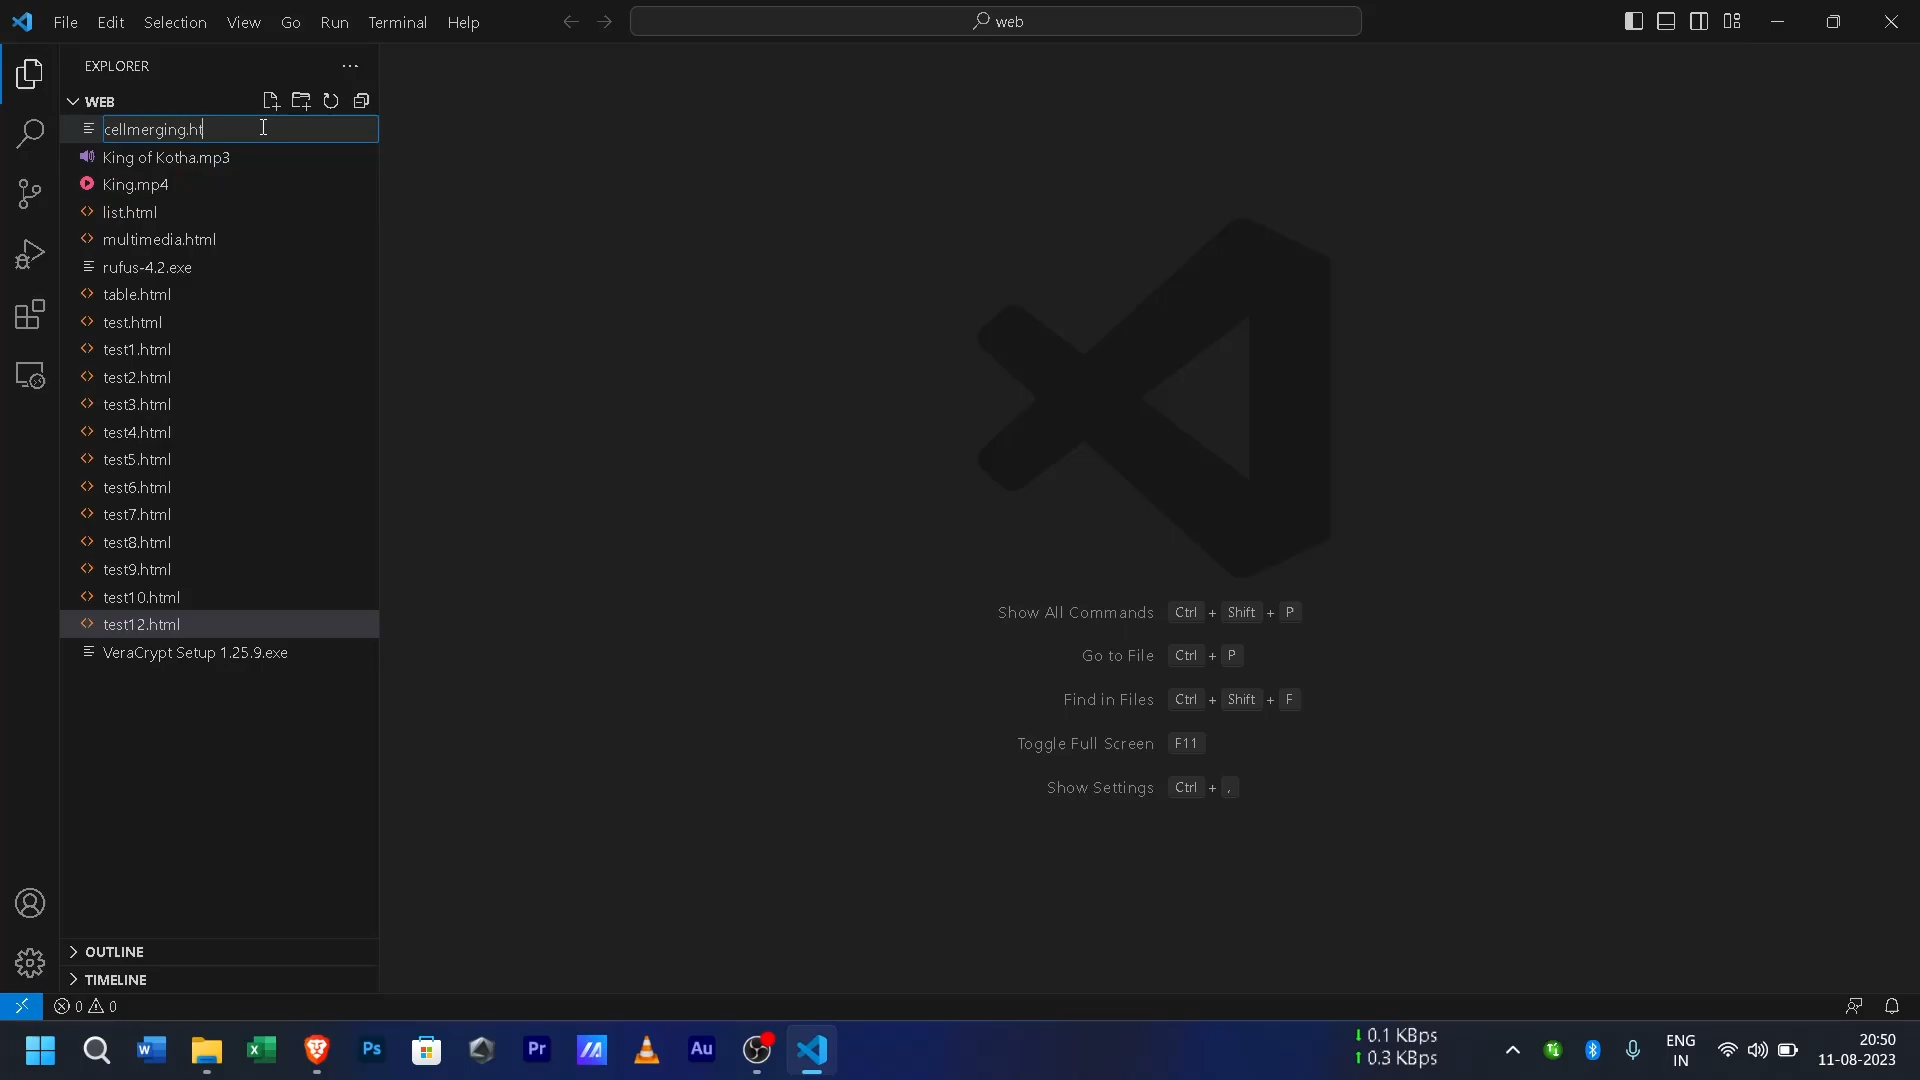 File Edit Selection View Go Run Terminal Help
web
EXPLORER
WEB
cellmerging.ht
King of Kotha.mp3
King.mp4
list.html
multimedia.html
rufus-4.2.exe
table.html
test.html
test1.html
test2.html
test3.html
test4.html
test5.html
test6.html
test7.html
test8.html
test9.html
test10.html
test12.html
VeraCrypt Setup 1.25.9.exe
Show All Commands Ctrl + Shift + P
Go to File Ctrl + P
Find in Files Ctrl + Shift + F
Toggle Full Screen F11
Show Settings Ctrl + ,
OUTLINE
TIMELINE
0 0
W
X
Ps
Pr
Au
0.1 KBps
0.3 KBps
ENG
IN
20:50
11-08-2023